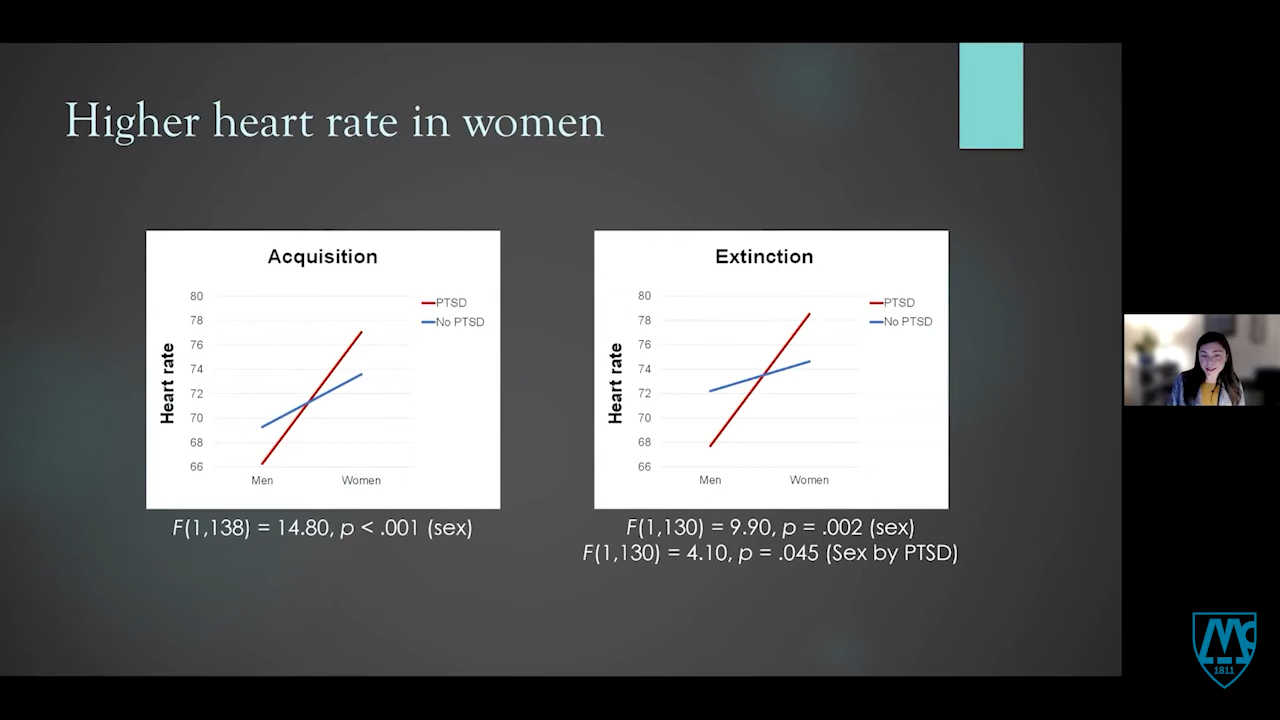 Higher heart rate in women
Acquisition
80
78
76
74
72
70
68
66
Heart rate
Men
Women
PTSD
No PTSD
F(1,138) = 14.80, p < .001 (sex)
Extinction
80
78
76
74
72
70
68
66
Heart rate
Men
Women
PTSD
No PTSD
F(1,130) = 9.90, p = .002 (sex)
F(1,130) = 4.10, p = .045 (Sex by PTSD)
Mc
1811